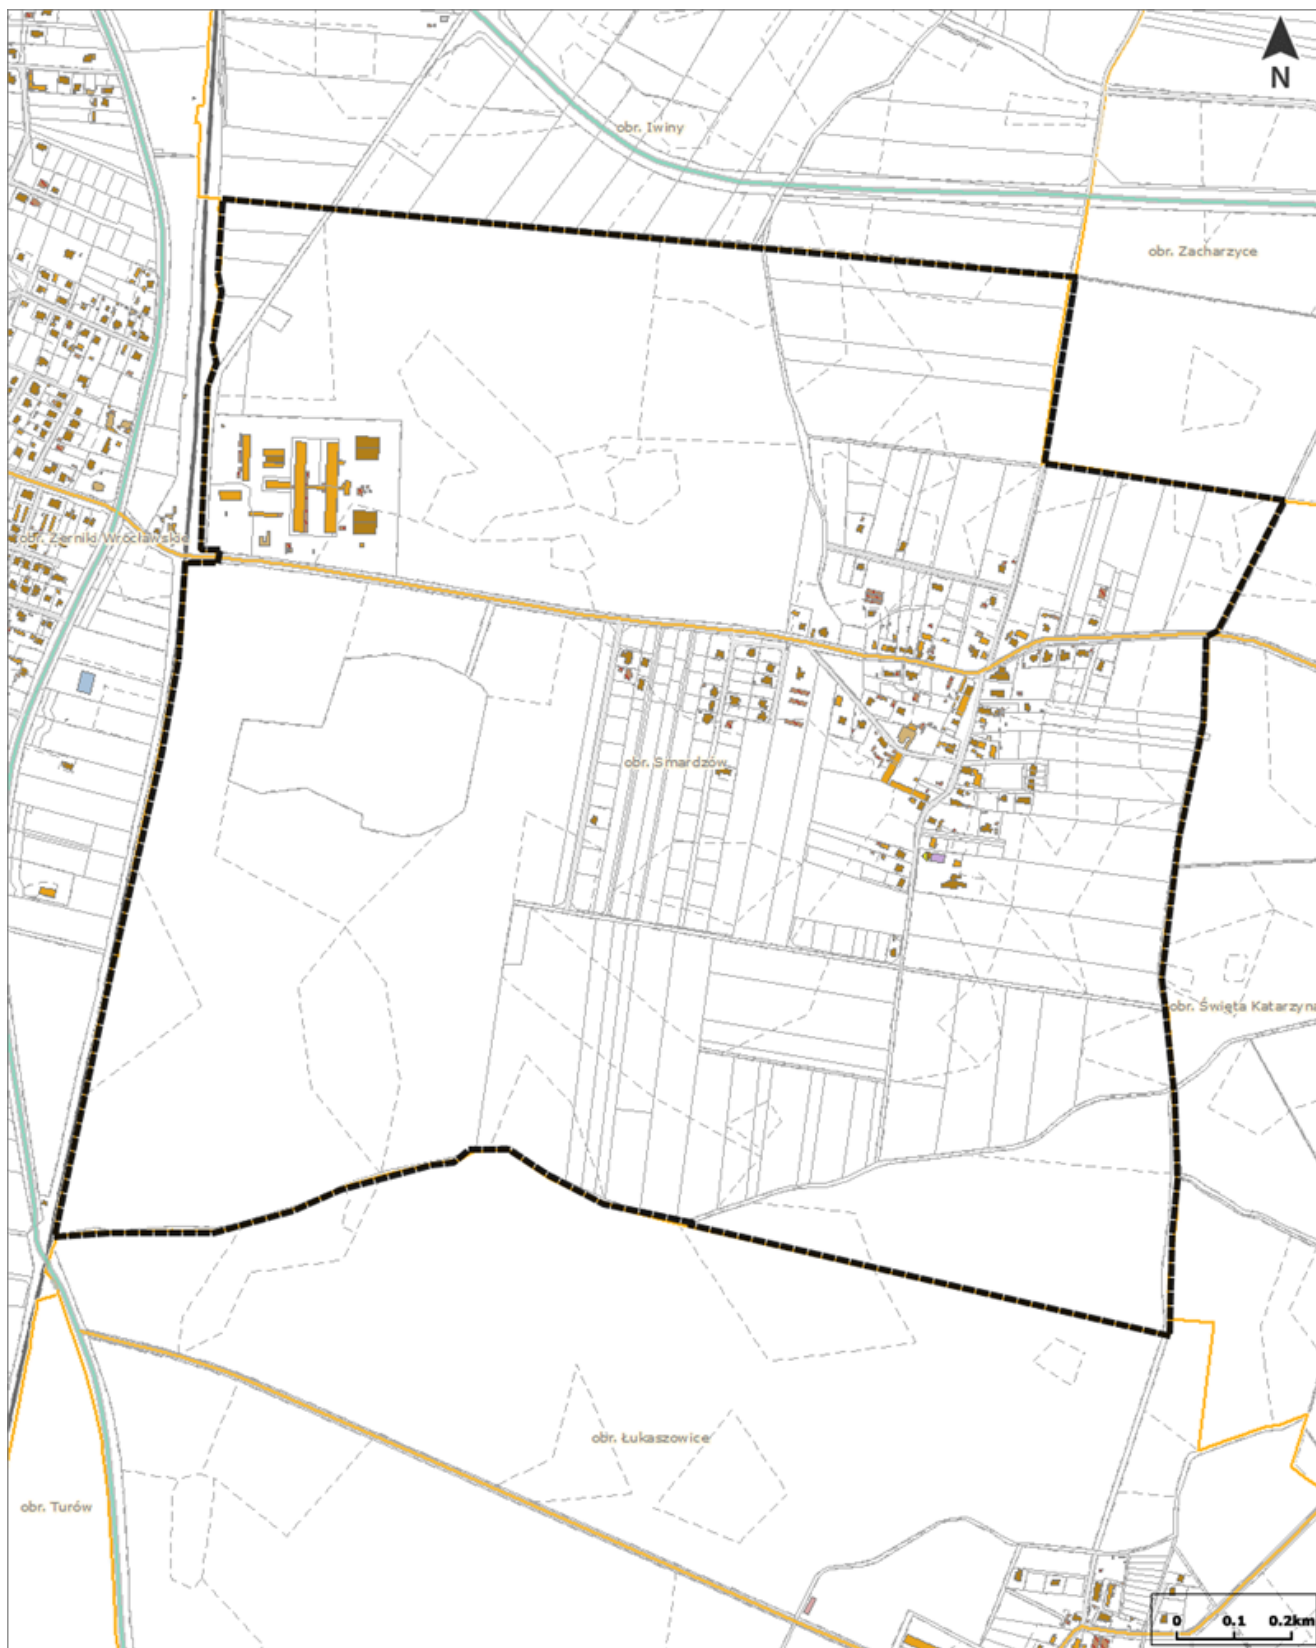 N
obr. Iwiny
obr. Zacharzyce
obr. Żerniki Wrocławskie
obr. Smardzów
obr. Święta Katarzyna
obr. Łukaszowice
obr. Turów
0 0.1 0.2km